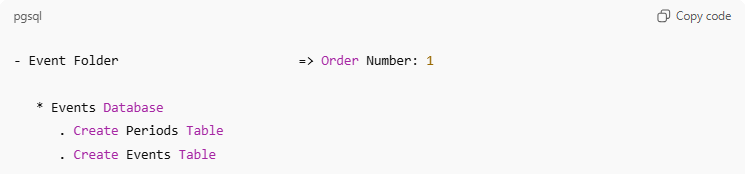 pgsql
Copy code
- Event Folder => Order Number: 1
* Events Database
. Create Periods Table
. Create Events Table